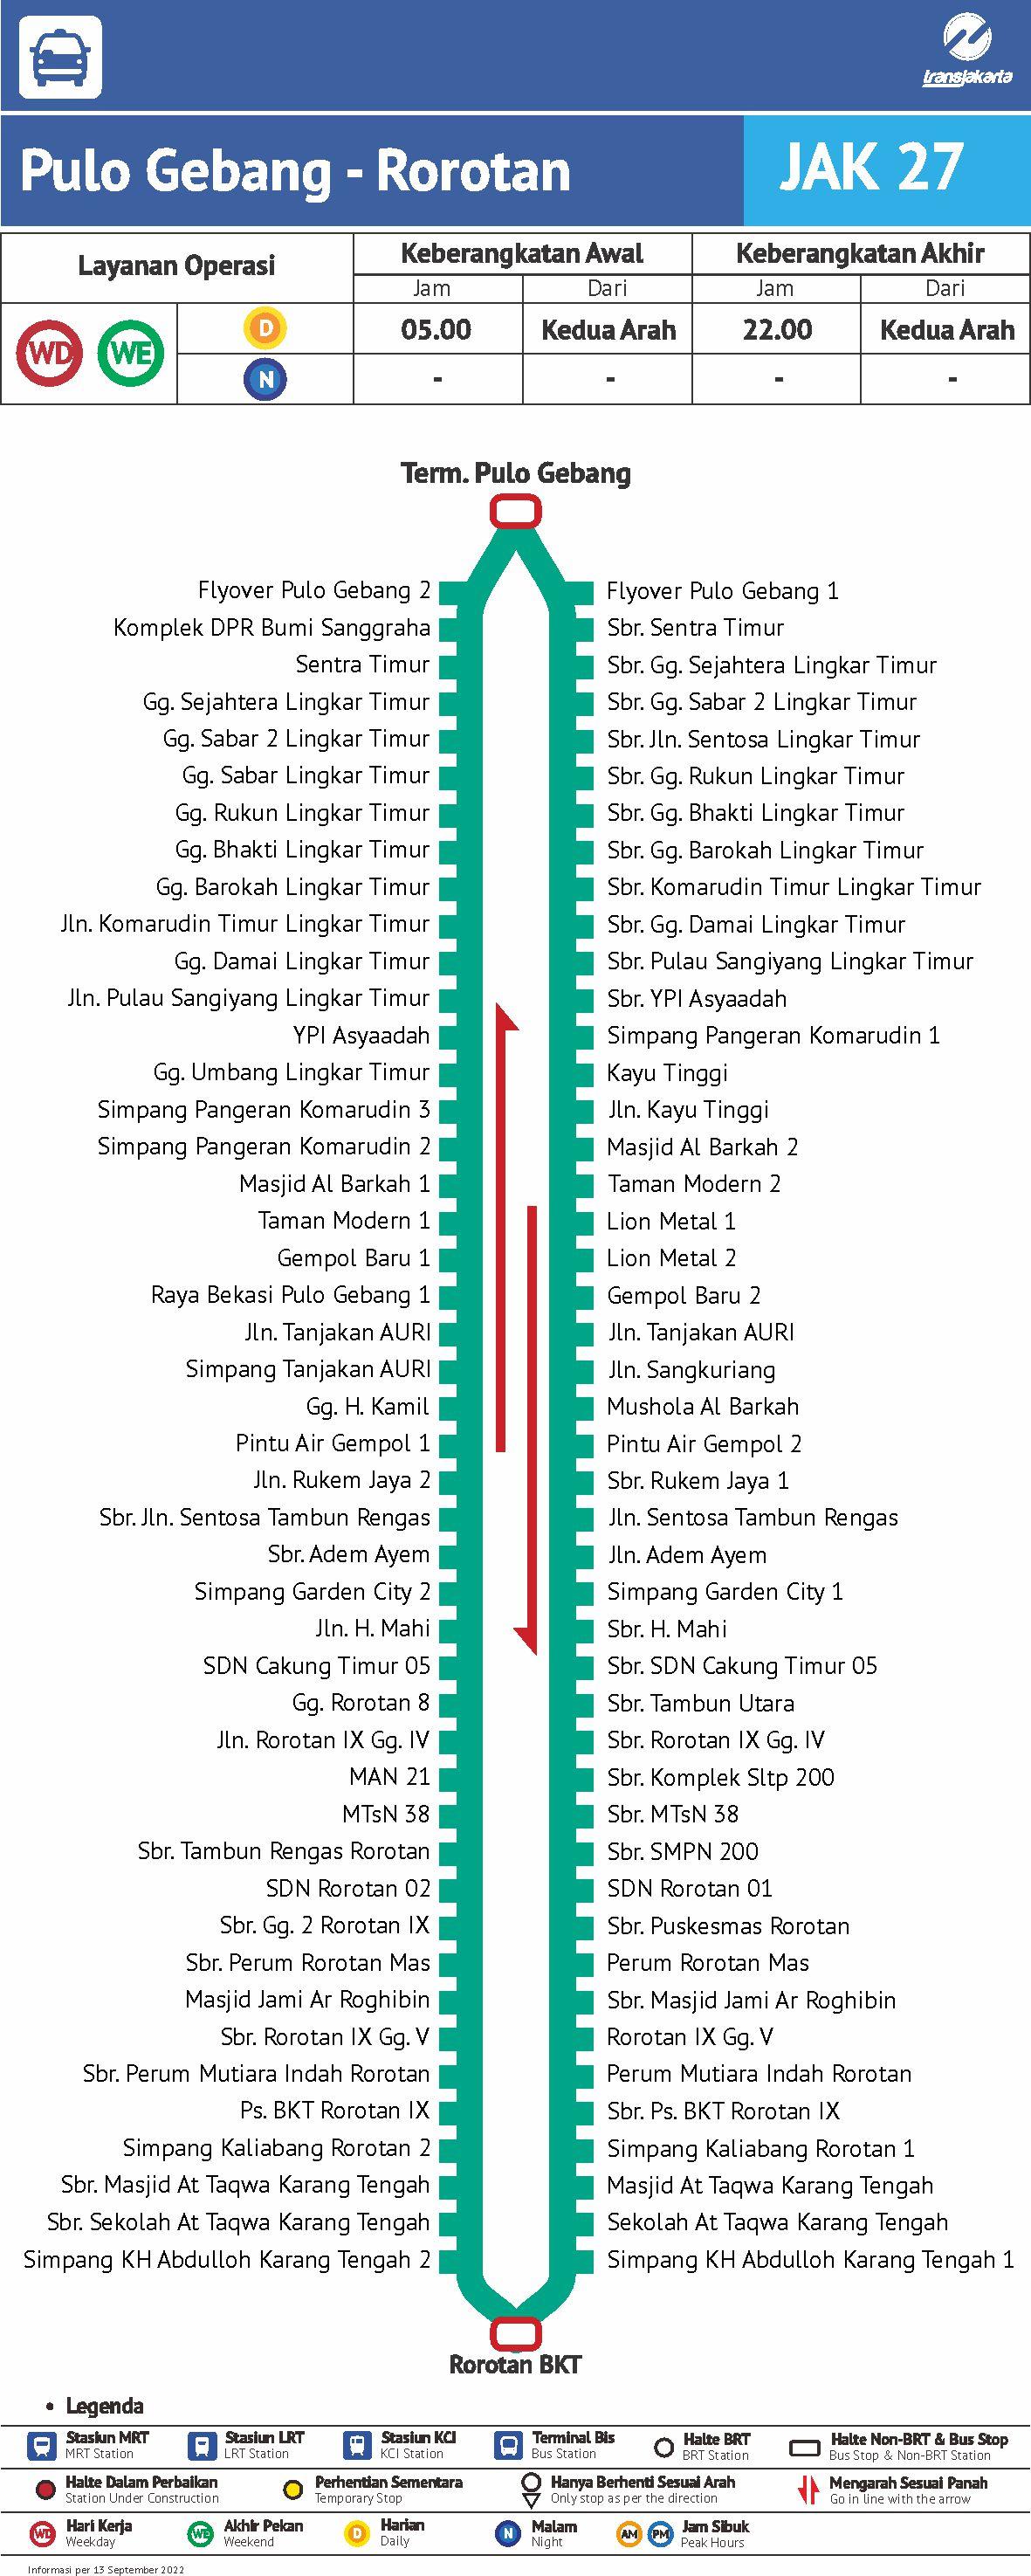 transjakarta
Pulo Gebang - Rorotan
JAK 27
Layanan Operasi
Keberangkatan Awal
Keberangkatan Akhir
Jam
Dari
Jam
Dari
WD
WE
D
05.00
Kedua Arah
22.00
Kedua Arah
N
-
-
-
-
Term. Pulo Gebang
Flyover Pulo Gebang 2
Komplek DPR Bumi Sanggraha
Sentra Timur
Gg. Sejahtera Lingkar Timur
Gg. Sabar 2 Lingkar Timur
Gg. Sabar Lingkar Timur
Gg. Rukun Lingkar Timur
Gg. Bhakti Lingkar Timur
Gg. Barokah Lingkar Timur
Jln. Komarudin Timur Lingkar Timur
Gg. Damai Lingkar Timur
Jln. Pulau Sangiyang Lingkar Timur
YPI Asyaadah
Gg. Umbang Lingkar Timur
Simpang Pangeran Komarudin 3
Simpang Pangeran Komarudin 2
Masjid Al Barkah 1
Taman Modern 1
Gempol Baru 1
Raya Bekasi Pulo Gebang 1
Jln. Tanjakan AURI
Simpang Tanjakan AURI
Gg. H. Kamil
Pintu Air Gempol 1
Jln. Rukem Jaya 2
Sbr. Jln. Sentosa Tambun Rengas
Sbr. Adem Ayem
Simpang Garden City 2
Jln. H. Mahi
SDN Cakung Timur 05
Gg. Rorotan 8
Jln. Rorotan IX Gg. IV
MAN 21
MTsN 38
Sbr. Tambun Rengas Rorotan
SDN Rorotan 02
Sbr. Gg. 2 Rorotan IX
Sbr. Perum Rorotan Mas
Masjid Jami Ar Roghibin
Sbr. Rorotan IX Gg. V
Sbr. Perum Mutiara Indah Rorotan
Ps. BKT Rorotan IX
Simpang Kaliabang Rorotan 2
Sbr. Masjid At Taqwa Karang Tengah
Sbr. Sekolah At Taqwa Karang Tengah
Simpang KH Abdulloh Karang Tengah 2
Flyover Pulo Gebang 1
Sbr. Sentra Timur
Sbr. Gg. Sejahtera Lingkar Timur
Sbr. Gg. Sabar 2 Lingkar Timur
Sbr. Jln. Sentosa Lingkar Timur
Sbr. Gg. Rukun Lingkar Timur
Sbr. Gg. Bhakti Lingkar Timur
Sbr. Gg. Barokah Lingkar Timur
Sbr. Komarudin Timur Lingkar Timur
Sbr. Gg. Damai Lingkar Timur
Sbr. Pulau Sangiyang Lingkar Timur
Sbr. YPI Asyaadah
Simpang Pangeran Komarudin 1
Kayu Tinggi
Jln. Kayu Tinggi
Masjid Al Barkah 2
Taman Modern 2
Lion Metal 1
Lion Metal 2
Gempol Baru 2
Jln. Tanjakan AURI
Jln. Sangkuriang
Mushola Al Barkah
Pintu Air Gempol 2
Sbr. Rukem Jaya 1
Jln. Sentosa Tambun Rengas
Jln. Adem Ayem
Simpang Garden City 1
Sbr. H. Mahi
Sbr. SDN Cakung Timur 05
Sbr. Tambun Utara
Sbr. Rorotan IX Gg. IV
Sbr. Komplek Sltp 200
Sbr. MTsN 38
Sbr. SMPN 200
SDN Rorotan 01
Sbr. Puskesmas Rorotan
Perum Rorotan Mas
Sbr. Masjid Jami Ar Roghibin
Rorotan IX Gg. V
Perum Mutiara Indah Rorotan
Sbr. Ps. BKT Rorotan IX
Simpang Kaliabang Rorotan 1
Masjid At Taqwa Karang Tengah
Sekolah At Taqwa Karang Tengah
Simpang KH Abdulloh Karang Tengah 1
Rorotan BKT
• Legenda
Stasiun MRT
MRT Station
Stasiun LRT
LRT Station
Stasiun KCI
KCI Station
Terminal Bis
Bus Station
Halte BRT
BRT Station
Halte Non-BRT & Bus Stop
Bus Stop & Non-BRT Station
Halte Dalam Perbaikan
Station Under Construction
Perhentian Sementara
Temporary Stop
Hanya Berhenti Sesuai Arah
Only stop as per the direction
Mengarah Sesuai Panah
Go in line with the arrow
WD
Hari Kerja
Weekday
WE
Akhir Pekan
Weekend
D
Harian
Daily
N
Malam
Night
AM
PM
Jam Sibuk
Peak Hours
Informasi per 13 September 2022